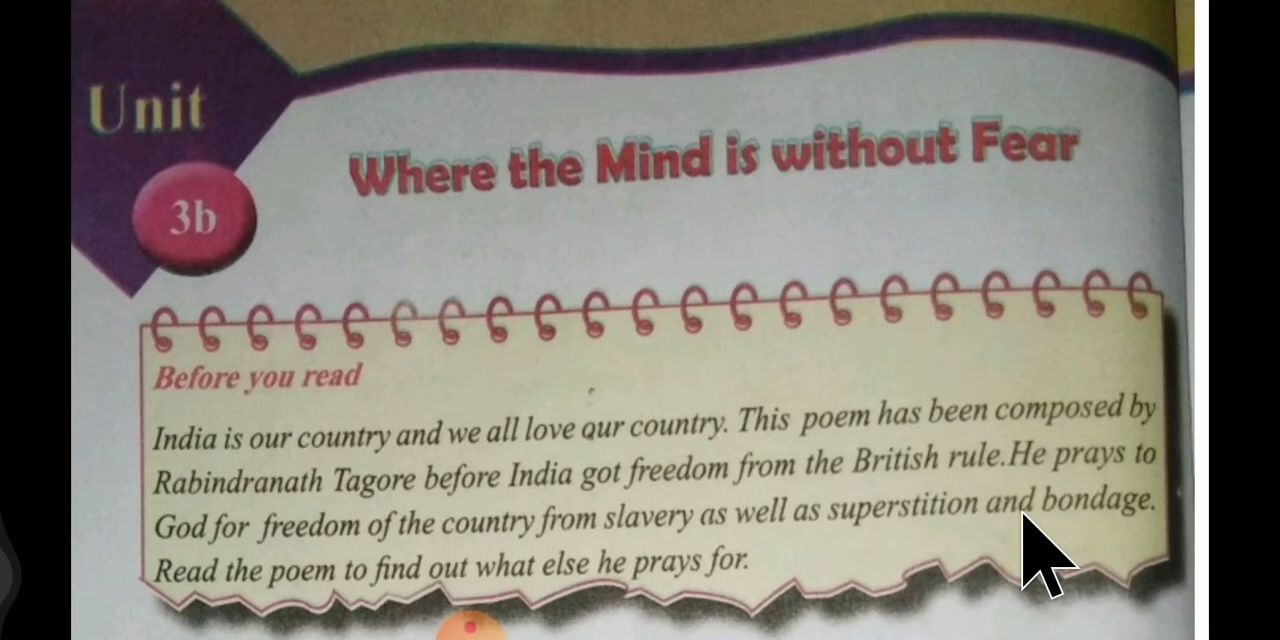 Unit
3b
Where the Mind is without Fear
Before you read
India is our country and we all love our country. This poem has been composed by
Rabindranath Tagore before India got freedom from the British rule.He prays to
God for freedom of the country from slavery as well as superstition and bondage.
Read the poem to find out what else he prays for.